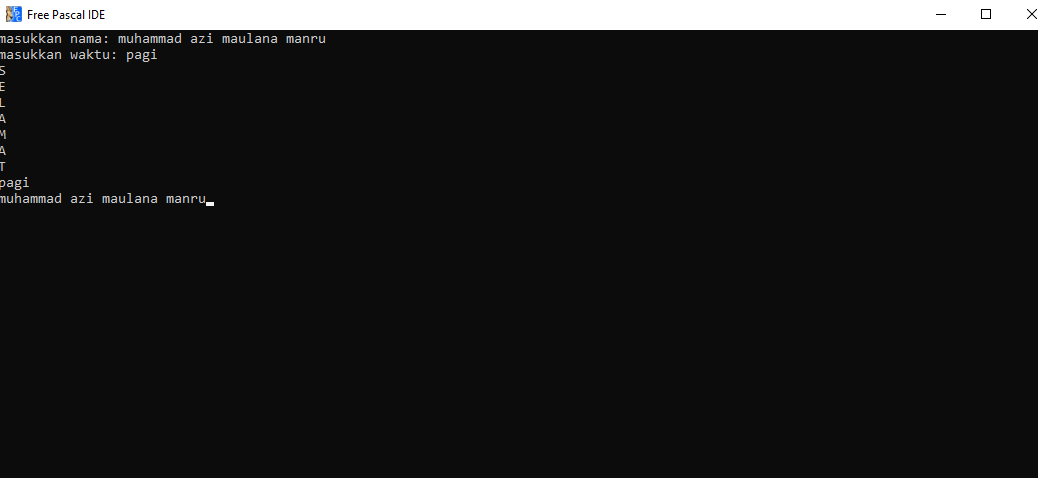 Free Pascal IDE
masukkan nama: muhammad azi maulana manru
masukkan waktu: pagi
S
E
L
A
M
A
T
pagi
muhammad azi maulana manru